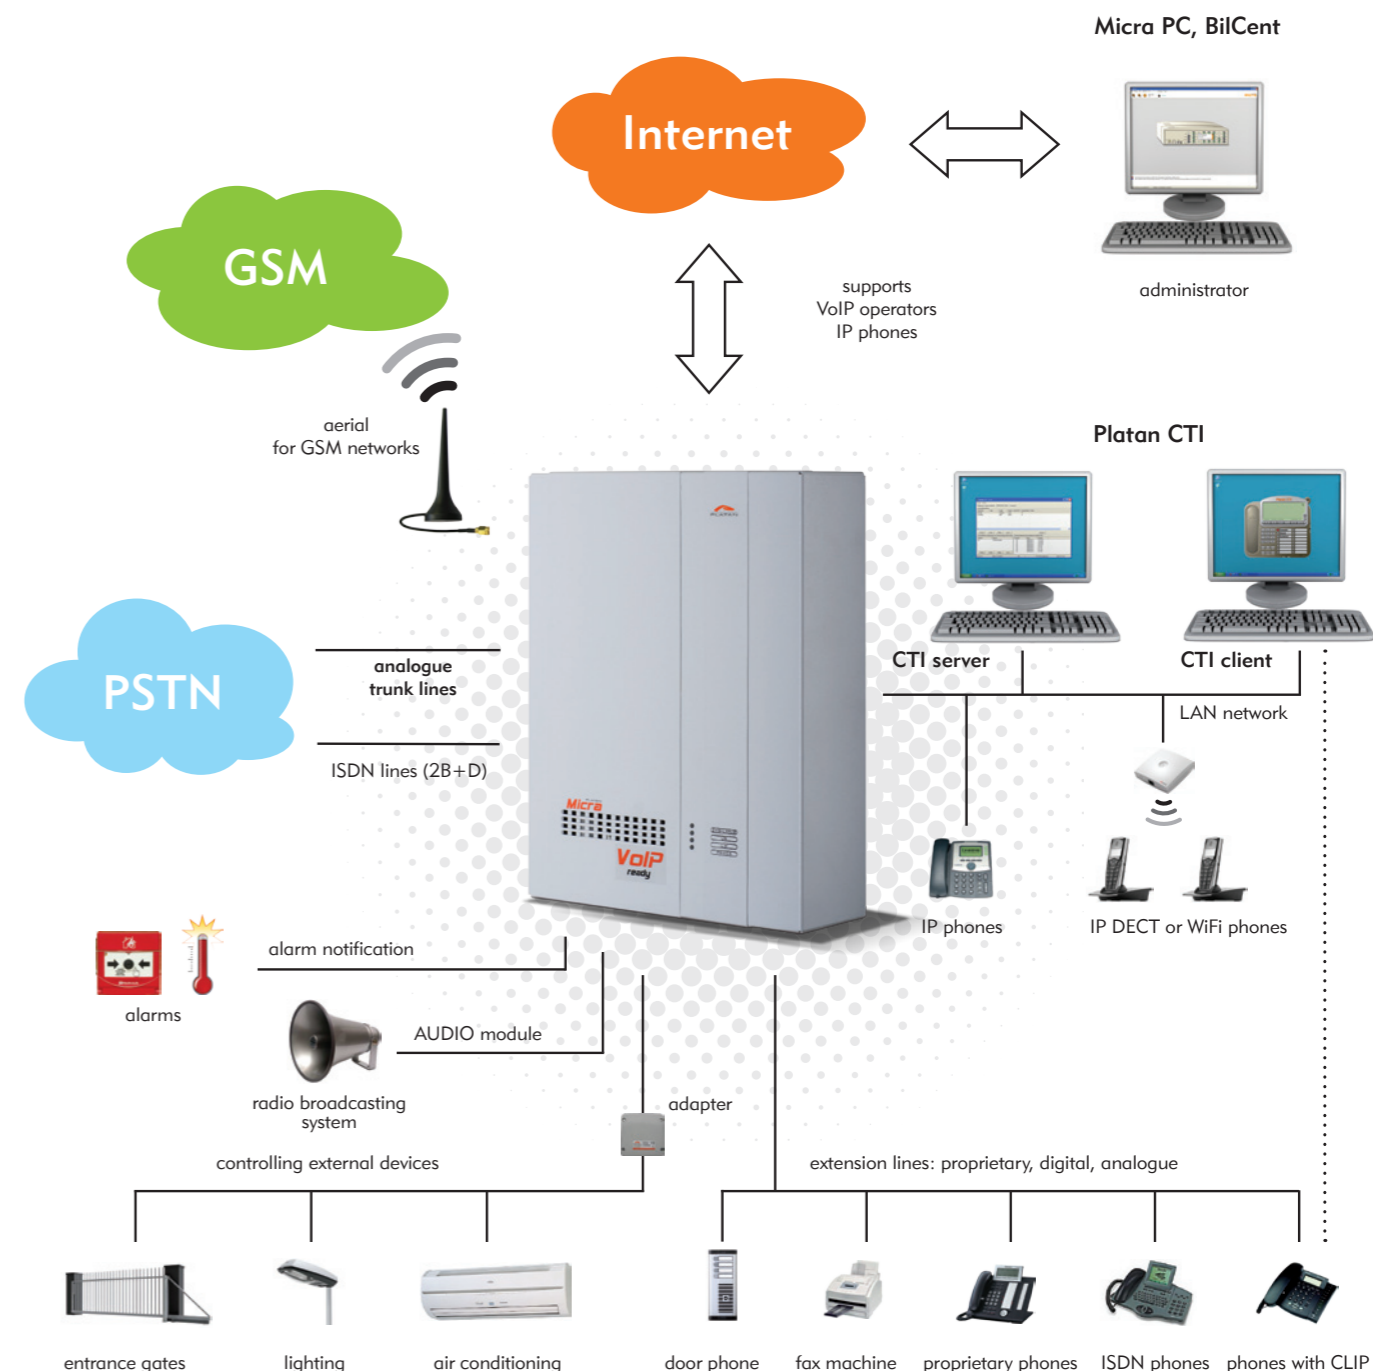 Micra PC, BilCent
Internet
GSM
supports
VoIP operators
IP phones
administrator
aerial
for GSM networks
Platan CTI
PSTN
analogue
trunk lines
ISDN lines (2B+D)
CTI server
CTI client
LAN network
Micra
VoIP
ready
IP phones
IP DECT or WiFi phones
alarm notification
alarms
AUDIO module
radio broadcasting
system
adapter
controlling external devices
extension lines: proprietary, digital, analogue
entrance gates
lighting
air conditioning
door phone
fax machine
proprietary phones
ISDN phones
phones with CLIP